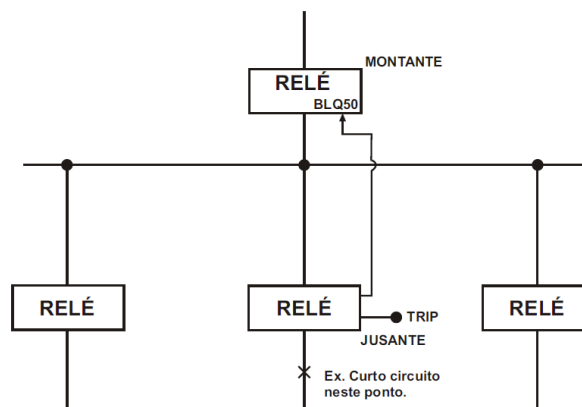 MONTANTE
RELÉ
BLQ50
RELÉ
RELÉ
RELÉ
TRIP
JUSANTE
Ex. Curto circuito
neste ponto.